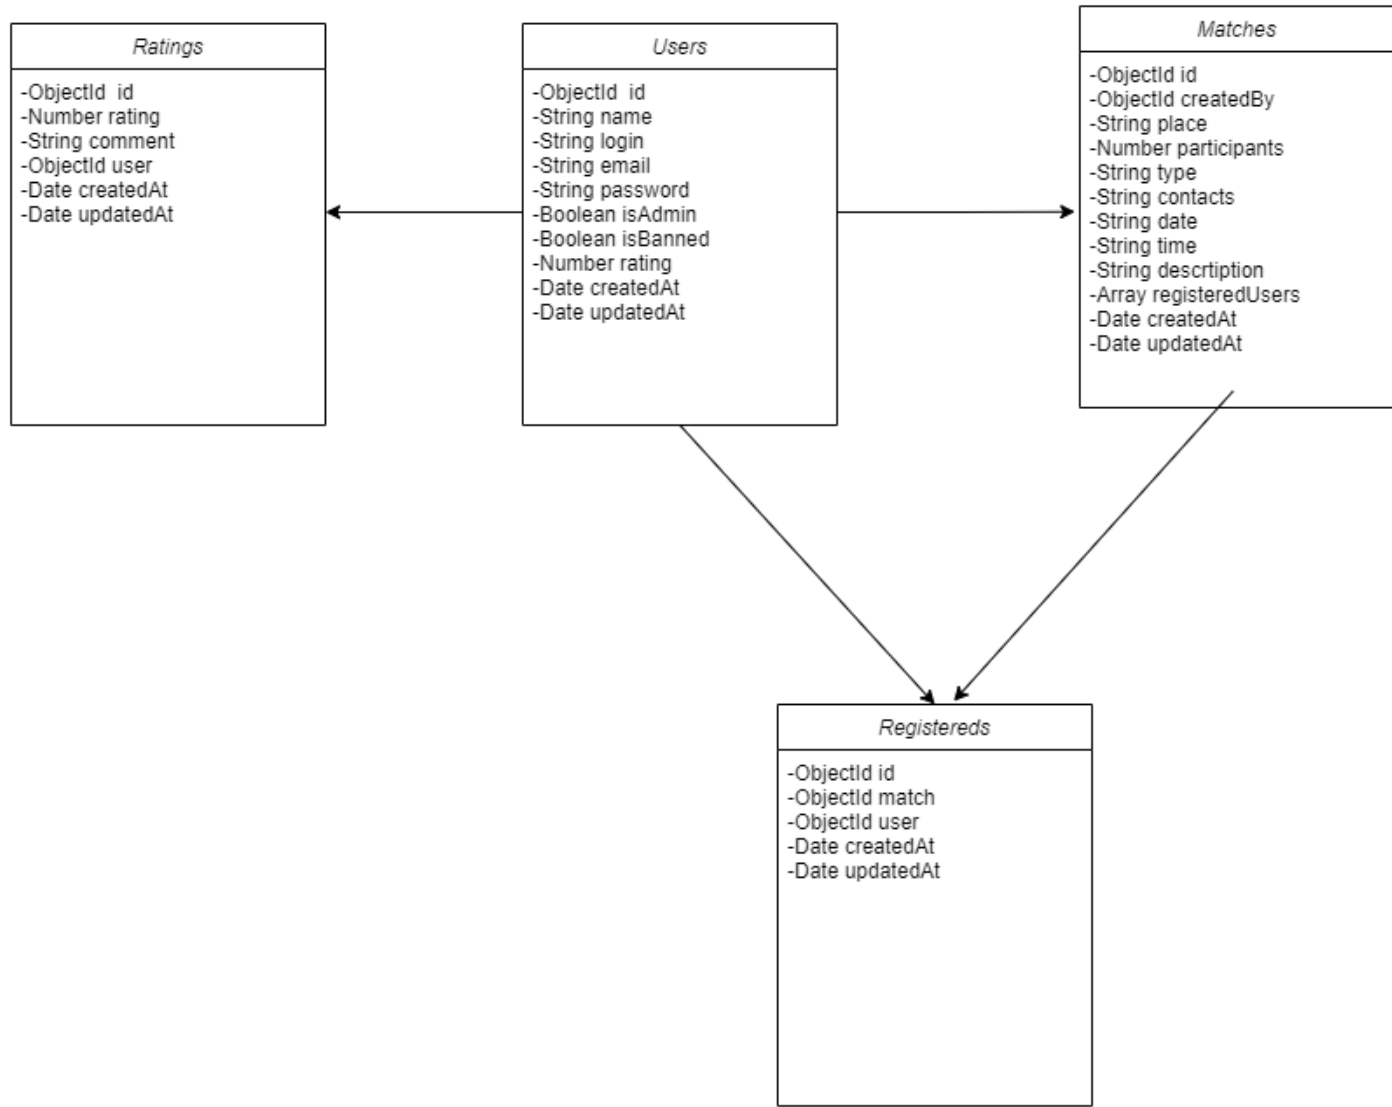 Ratings
-ObjectId  id
-Number rating
-String comment
-ObjectId user
-Date createdAt
-Date updatedAt
Users
-ObjectId  id
-String name
-String login
-String email
-String password
-Boolean isAdmin
-Boolean isBanned
-Number rating
-Date createdAt
-Date updatedAt
Matches
-ObjectId id
-ObjectId createdBy
-String place
-Number participants
-String type
-String contacts
-String date
-String time
-String descrtiption
-Array registeredUsers
-Date createdAt
-Date updatedAt
Registereds
-ObjectId id
-ObjectId match
-ObjectId user
-Date createdAt
-Date updatedAt